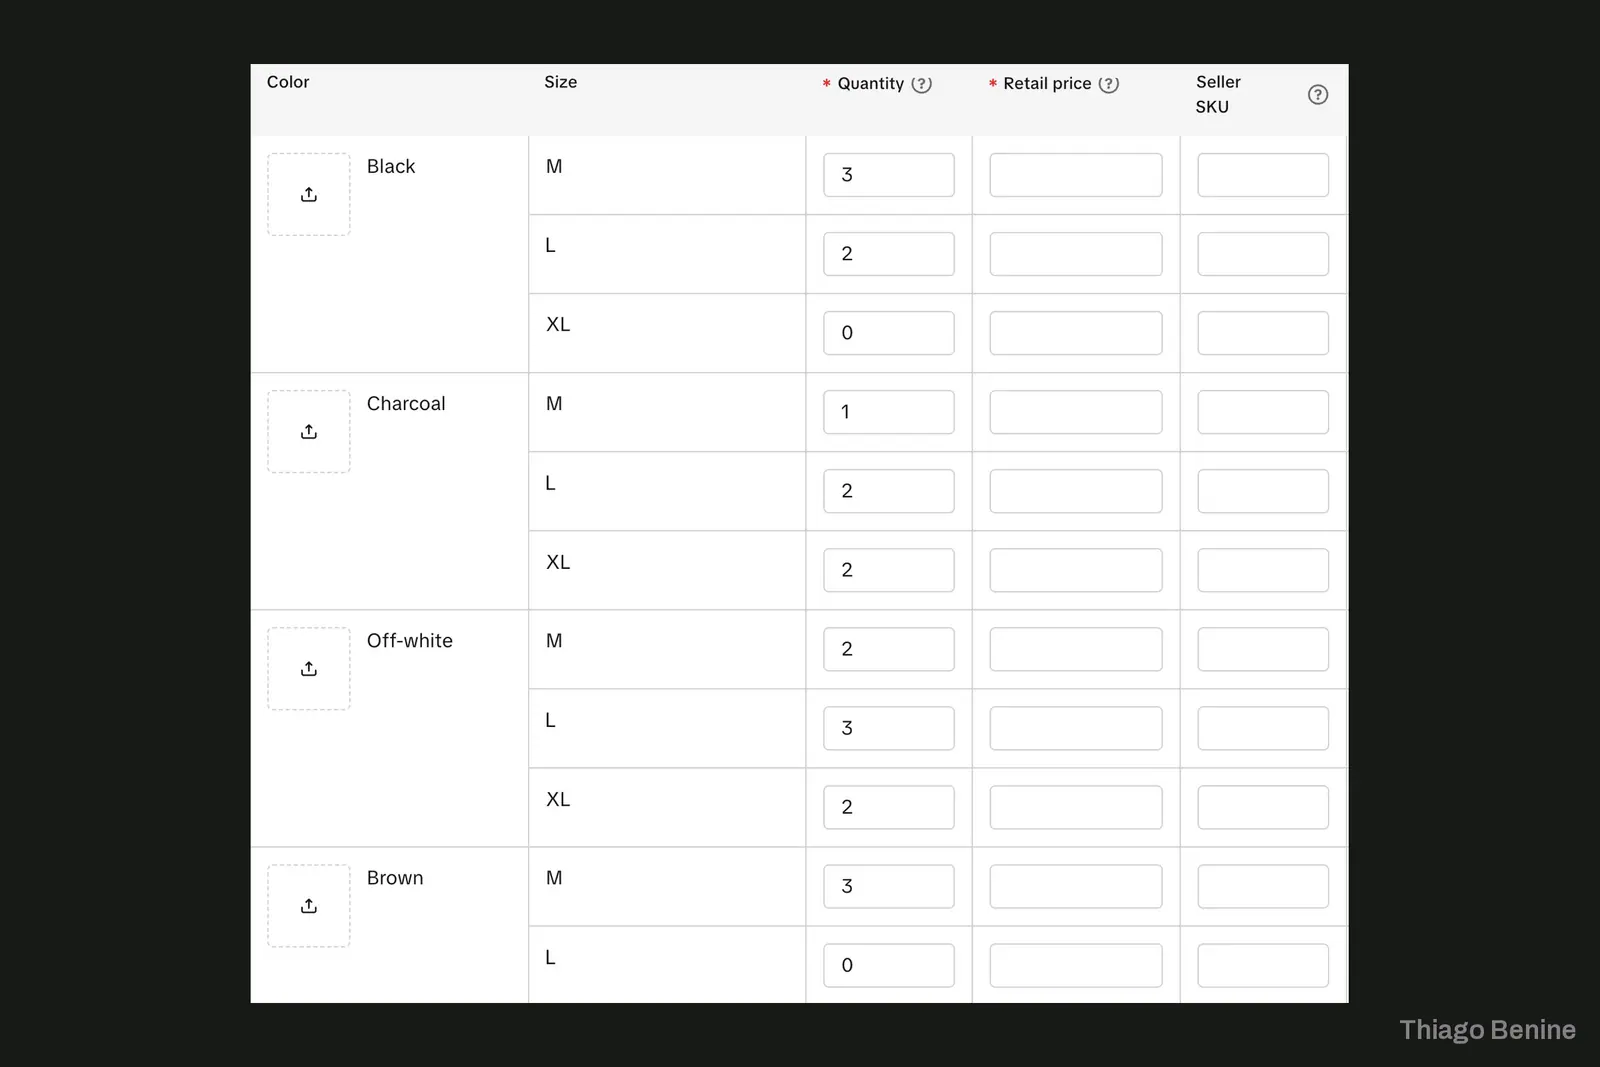 Color Size * Quantity ? * Retail price ? Seller SKU ?
Black M 3
L 2
XL 0
Charcoal M 1
L 2
XL 2
Off-white M 2
L 3
XL 2
Brown M 3
L 0
Thiago Benine